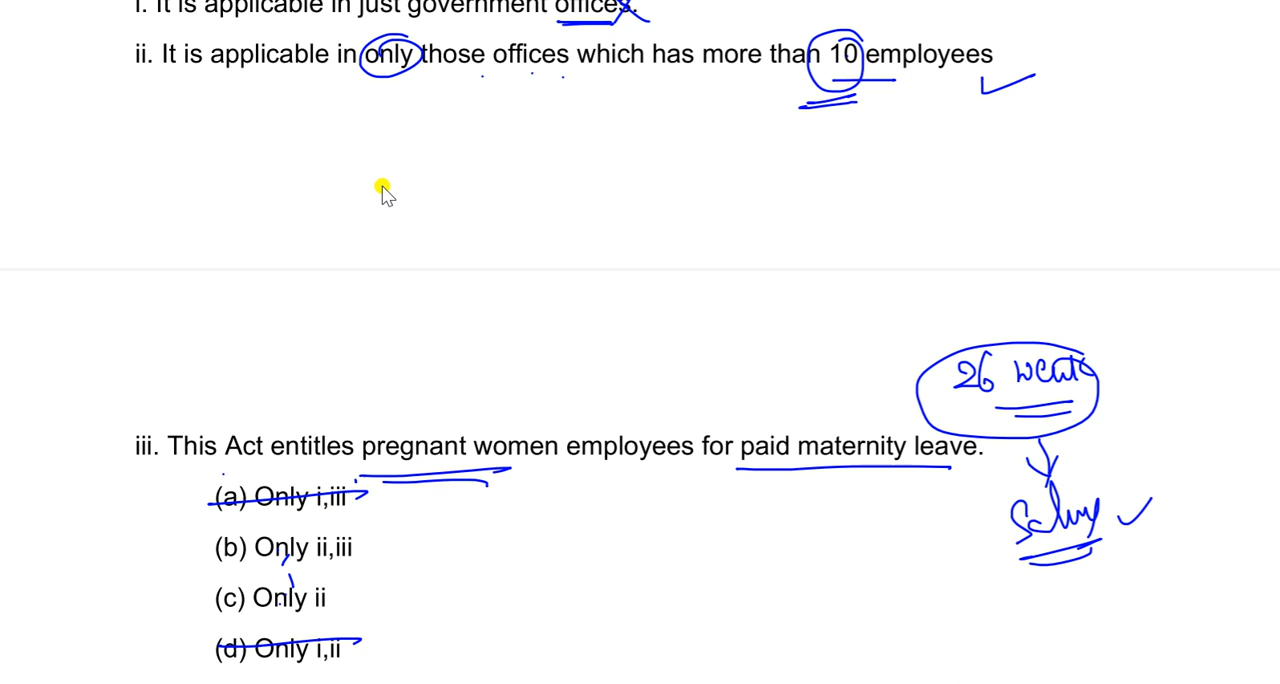 i. It is applicable in just government offices.
ii. It is applicable in only those offices which has more than 10 employees
26 weeks
iii. This Act entitles pregnant women employees for paid maternity leave.
(a) Only i,iii
(b) Only ii,iii
(c) Only ii
(d) Only i,ii